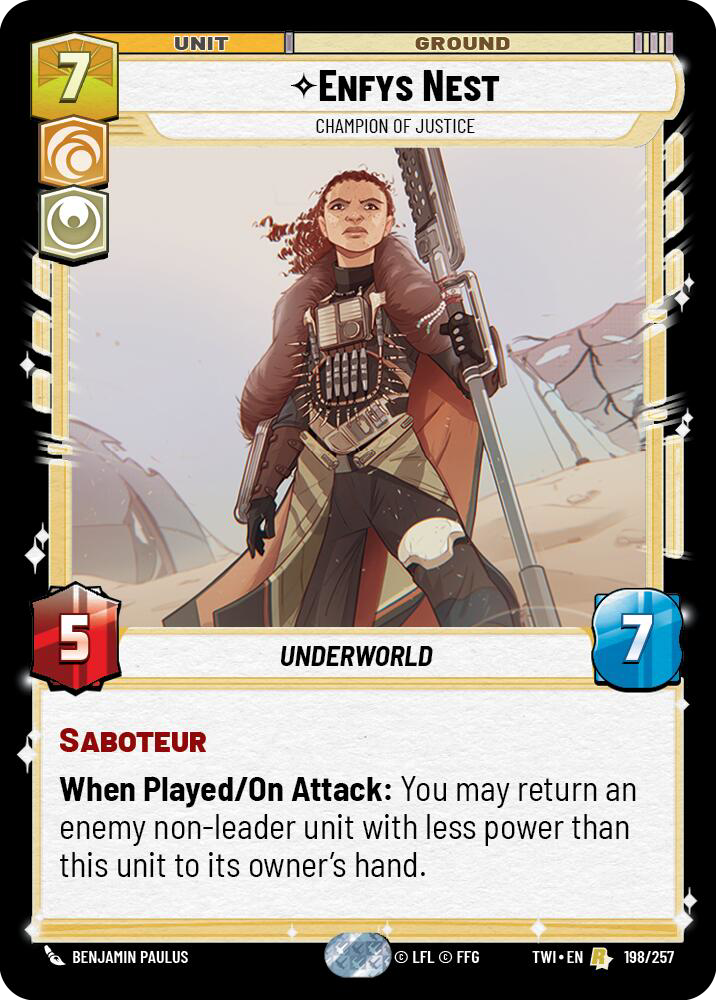 UNIT
GROUND
7
✧ENFYS NEST
CHAMPION OF JUSTICE
5
UNDERWORLD
7
SABOTEUR
When Played/On Attack: You may return an
enemy non-leader unit with less power than
this unit to its owner's hand.
BENJAMIN PAULUS
© LFL © FFG
TWI • EN
R
198/257